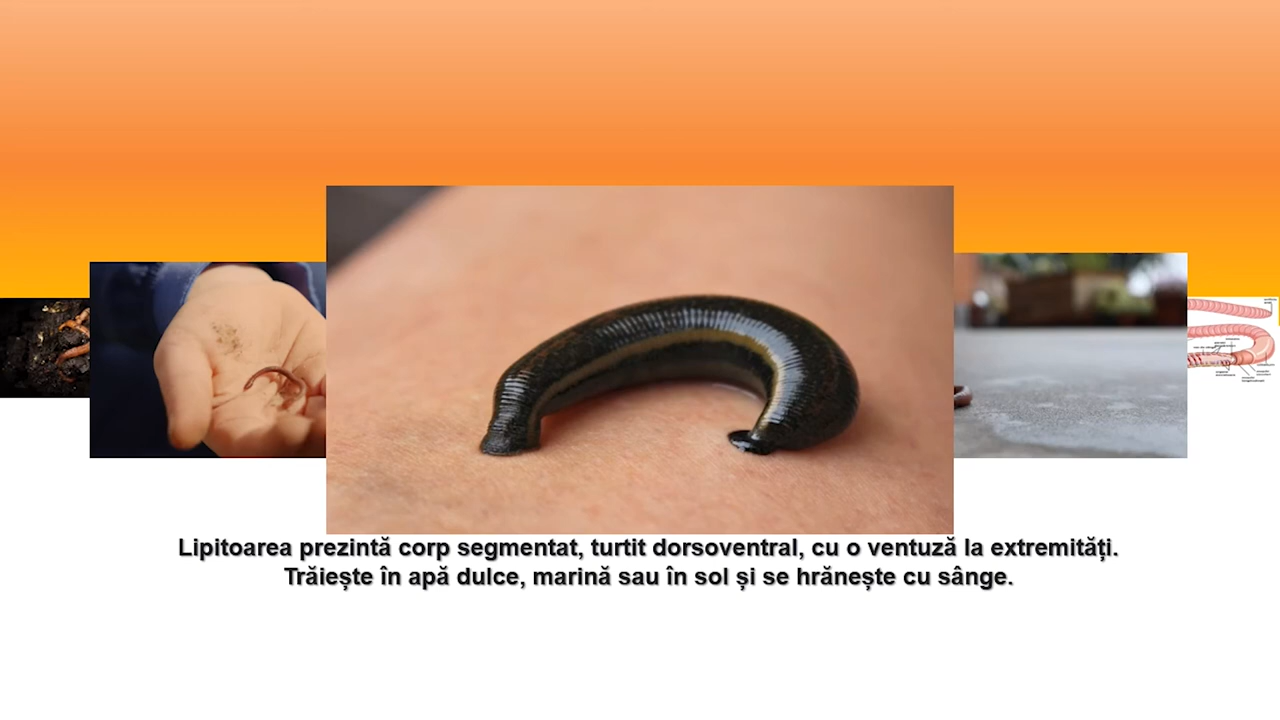 Lipitoarea prezintă corp segmentat, turtit dorsoventral, cu o ventuză la extremități.
Trăiește în apă dulce, marină sau în sol și se hrănește cu sânge.